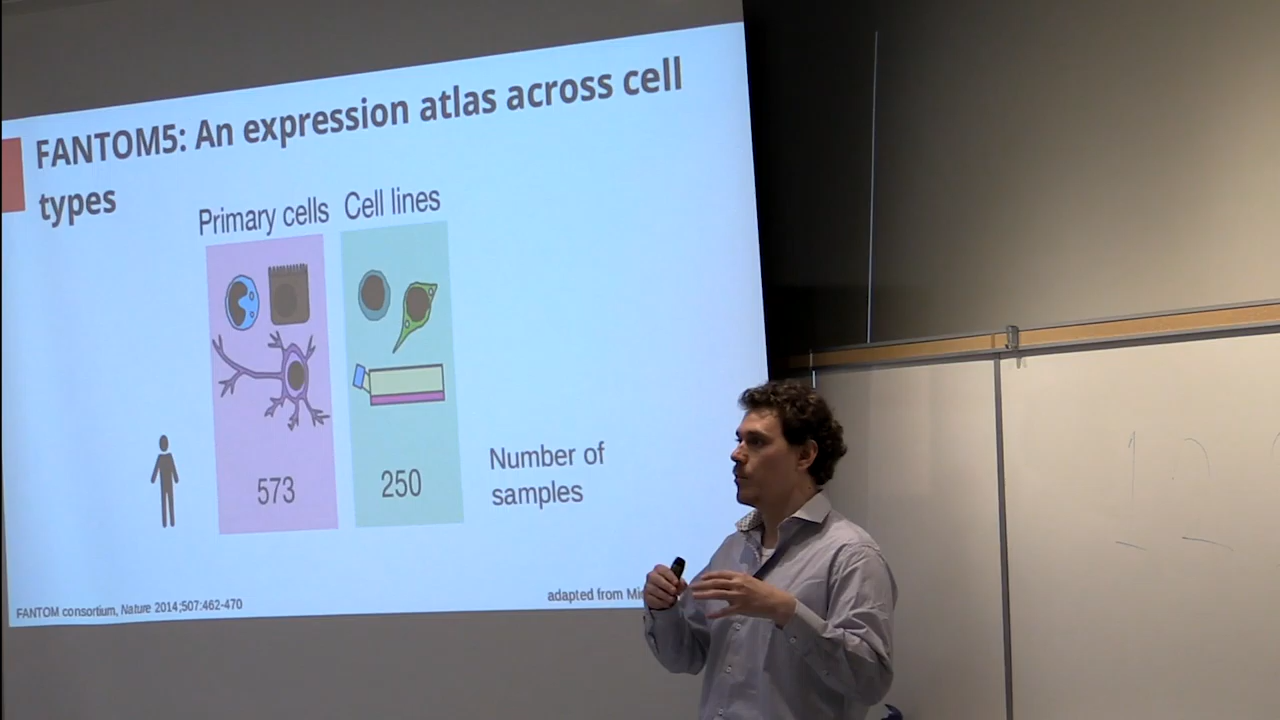 FANTOM5: An expression atlas across cell
types
Primary cells Cell lines
573
250
Number of
samples
FANTOM consortium, Nature 2014;507:462-470
adapted from